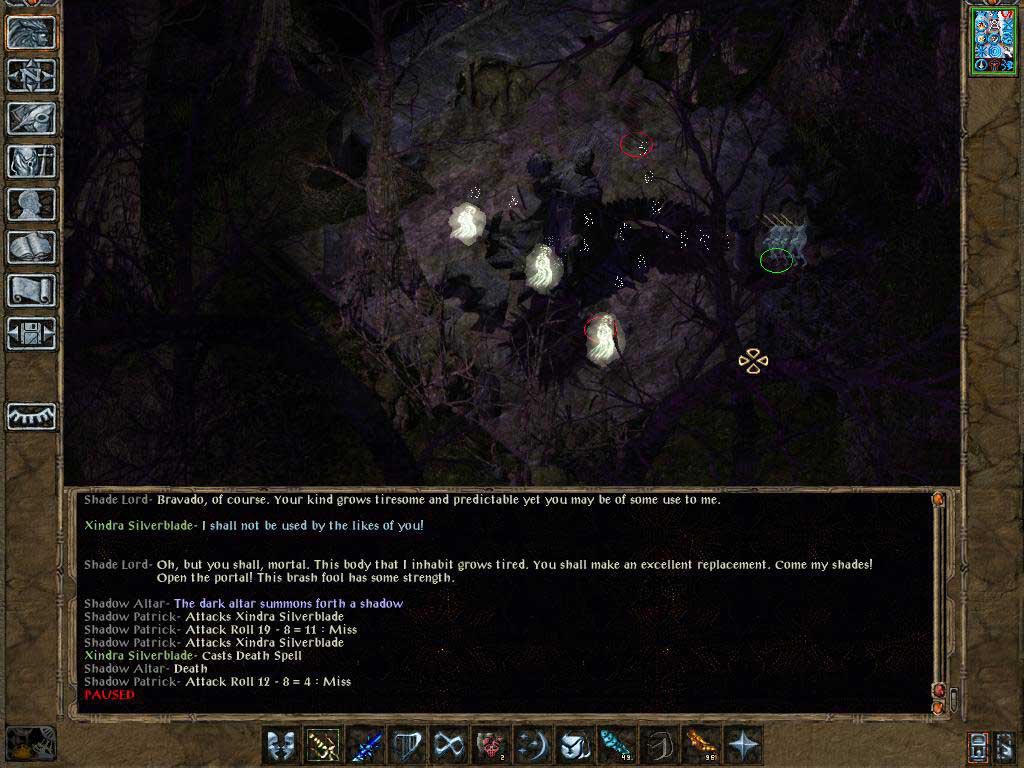 Shade Lord- Bravado, of course. Your kind grows tiresome and predictable yet you may be of some use to me.
Xindra Silverblade- I shall not be used by the likes of you!
Shade Lord- Oh, but you shall, mortal. This body that I inhabit grows tired. You shall make an excellent replacement. Come my shades!
Open the portal! This brash fool has some strength.
Shadow Altar- The dark altar summons forth a shadow
Shadow Patrick- Attacks Xindra Silverblade
Shadow Patrick- Attack Roll 19 - 8 = 11 : Miss
Shadow Patrick- Attacks Xindra Silverblade
Xindra Silverblade- Casts Death Spell
Shadow Altar- Death
Shadow Patrick- Attack Roll 12 - 8 = 4 : Miss
PAUSED
2